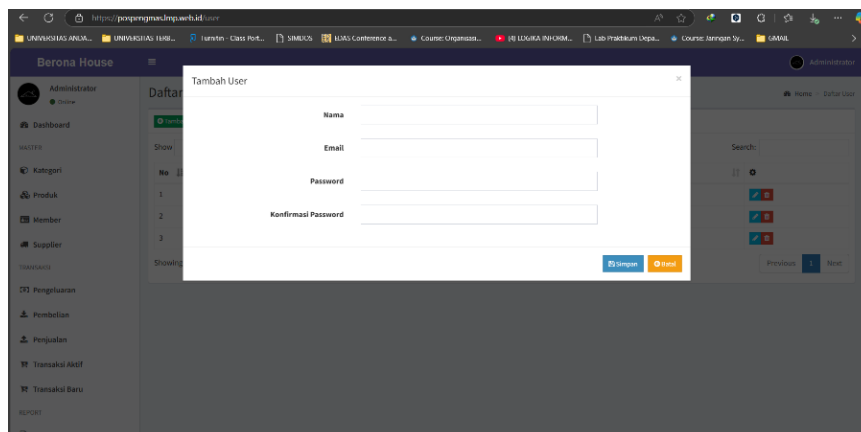 https://pospengmas.lmp.web.id/user
UNIVERSITAS ANDA... UNIVERSITAS TERB... Turnitin - Class Port... SIMDOS EDAS Conference a... Course: Organisasi... (8) LOGIKA INFORM... Lab Praktikum Depa... Course: Jaringan Sy... GMAIL
Berona House
Administrator
Administrator
Online
Daftar
Home > Daftar User
Tambah User
×
Nama
Email
Password
Konfirmasi Password
Simpan
Batal
Dashboard
MASTER
Kategori
Produk
Member
Supplier
TRANSAKSI
Pengeluaran
Pembelian
Penjualan
Transaksi Aktif
Transaksi Baru
REPORT
Show
Search:
No
1
2
3
Showing
Previous 1 Next